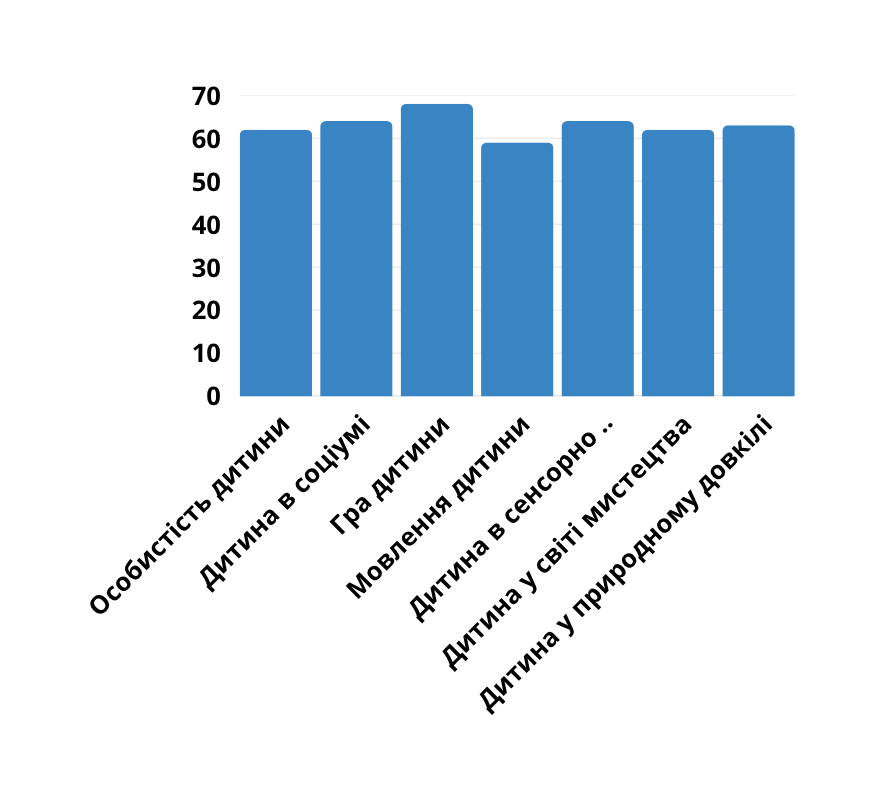 70
60
50
40
30
20
10
0
Особистість дитини
Дитина в соціумі
Гра дитини
Мовлення дитини
Дитина в сенсорно ..
Дитина у світі мистецтва
Дитина у природному довкілі